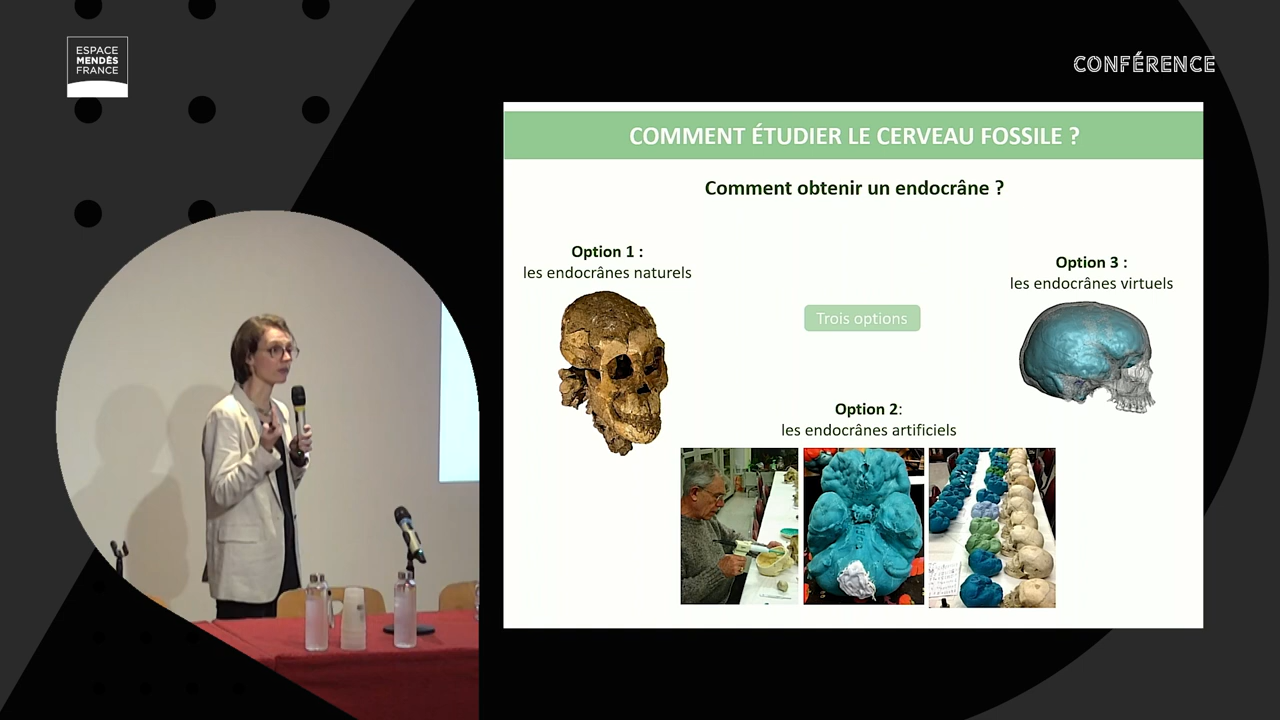 ESPACE
MENDÈS
FRANCE
CONFÉRENCE
COMMENT ÉTUDIER LE CERVEAU FOSSILE ?
Comment obtenir un endocrâne ?
Option 1 :
les endocrânes naturels
Option 3 :
les endocrânes virtuels
Trois options
Option 2:
les endocrânes artificiels